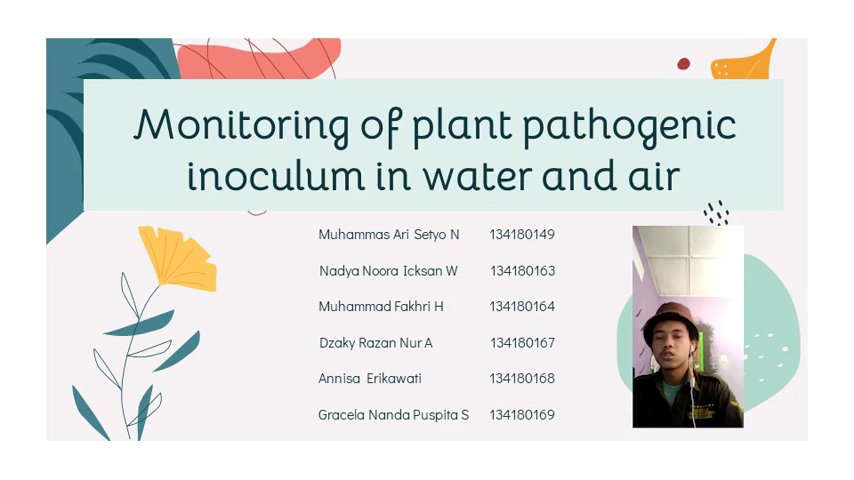 Monitoring of plant pathogenic
inoculum in water and air
Muhammas Ari Setyo N 134180149
Nadya Noora Icksan W 134180163
Muhammad Fakhri H 134180164
Dzaky Razan Nur A 134180167
Annisa Erikawati 134180168
Gracela Nanda Puspita S 134180169